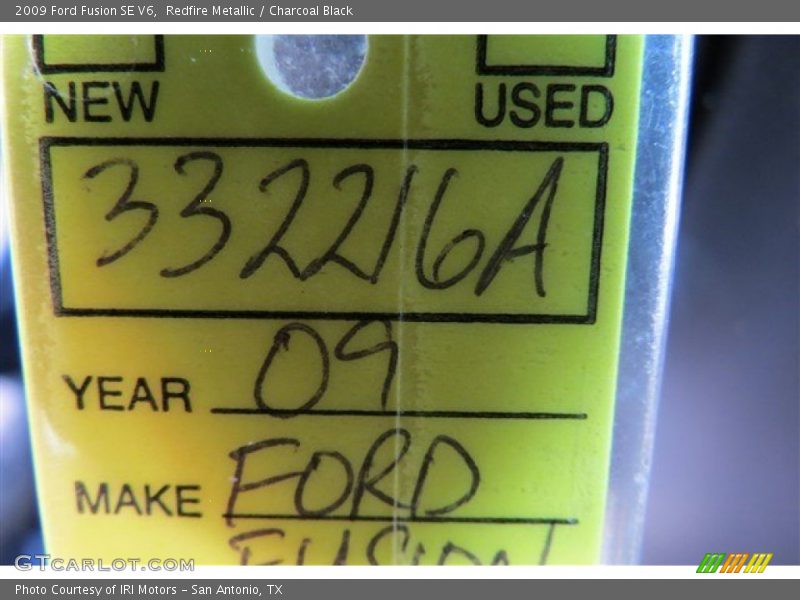 2009 Ford Fusion SE V6,  Redfire Metallic / Charcoal Black
NEW USED
332216A
YEAR 09
MAKE FORD
FUSION
GTCARLOT.COM
Photo Courtesy of IRI Motors – San Antonio, TX